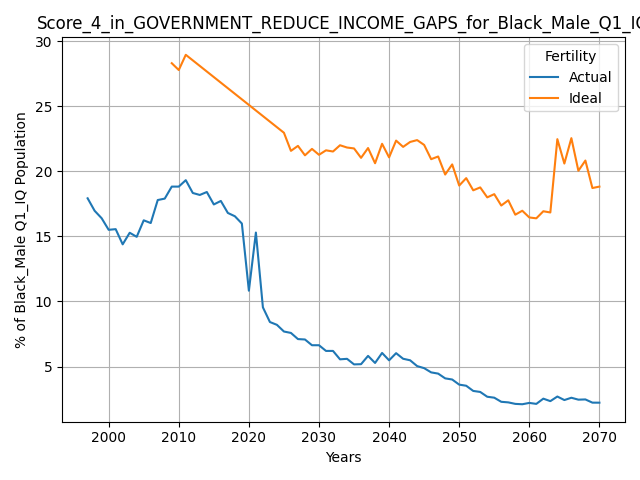 Score_4_in_GOVERNMENT_REDUCE_INCOME_GAPS_for_Black_Male_Q1_IQ
Fertility
Actual
Ideal
% of Black_Male Q1_IQ Population
30
25
20
15
10
5
2000 2010 2020 2030 2040 2050 2060 2070
Years